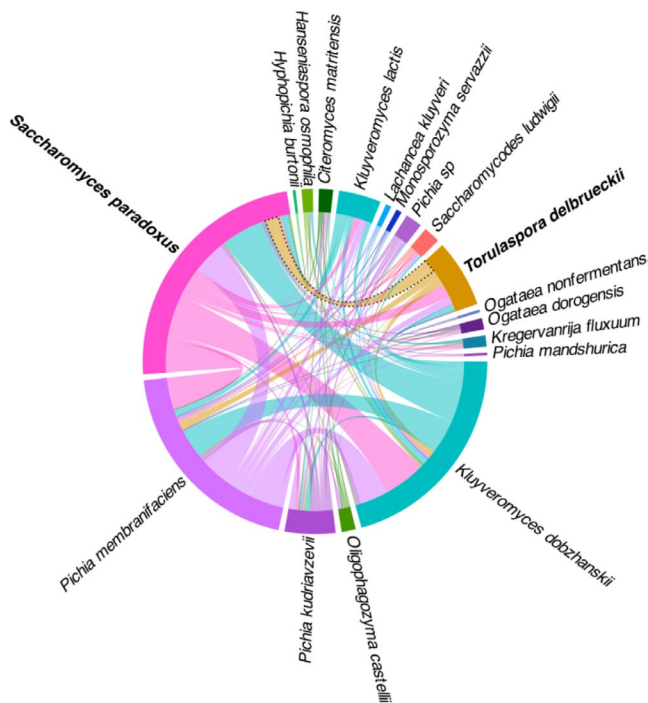 Saccharomyces paradoxus
Hyphopichia burtonii
Hanseniaspora osmophila
Citeromyces matritensis
Kluyveromyces lactis
Lachancea kluyveri
Monosporozyma servazzii
Pichia sp
Saccharomycodes ludwigii
Torulaspora delbrueckii
Ogataea nonfermentans
Ogataea dorogensis
Kregervanrija fluxuum
Pichia mandshurica
Kluyveromyces dobzhanskii
Oligophagozyma castellii
Pichia kudriavzevii
Pichia membranifaciens